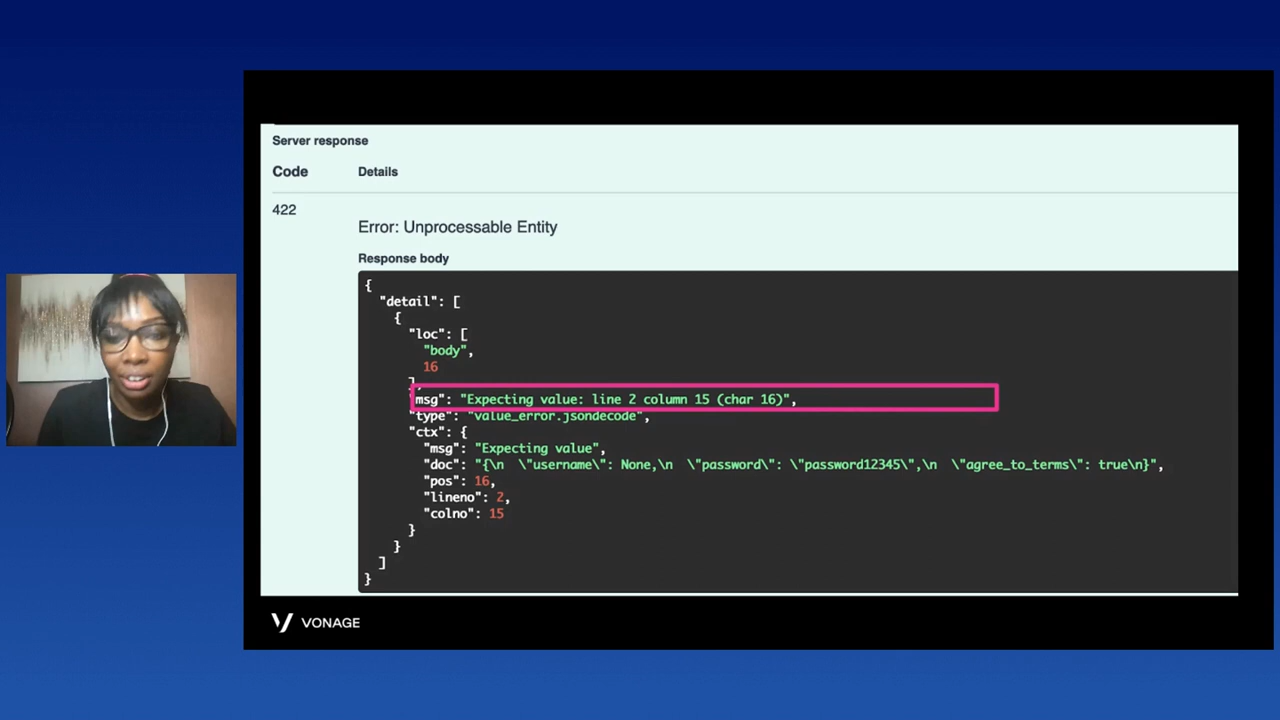 Server response
Code Details
422
Error: Unprocessable Entity
Response body
{
"detail": [
{
"loc": [
"body",
16
],
"msg": "Expecting value: line 2 column 15 (char 16)",
"type": "value_error.jsondecode",
"ctx": {
"msg": "Expecting value",
"doc": "{\n  \"username\": None,\n  \"password\": \"password12345\",\n  \"agree_to_terms\": true\n}",
"pos": 16,
"lineno": 2,
"colno": 15
}
}
]
}
VONAGE